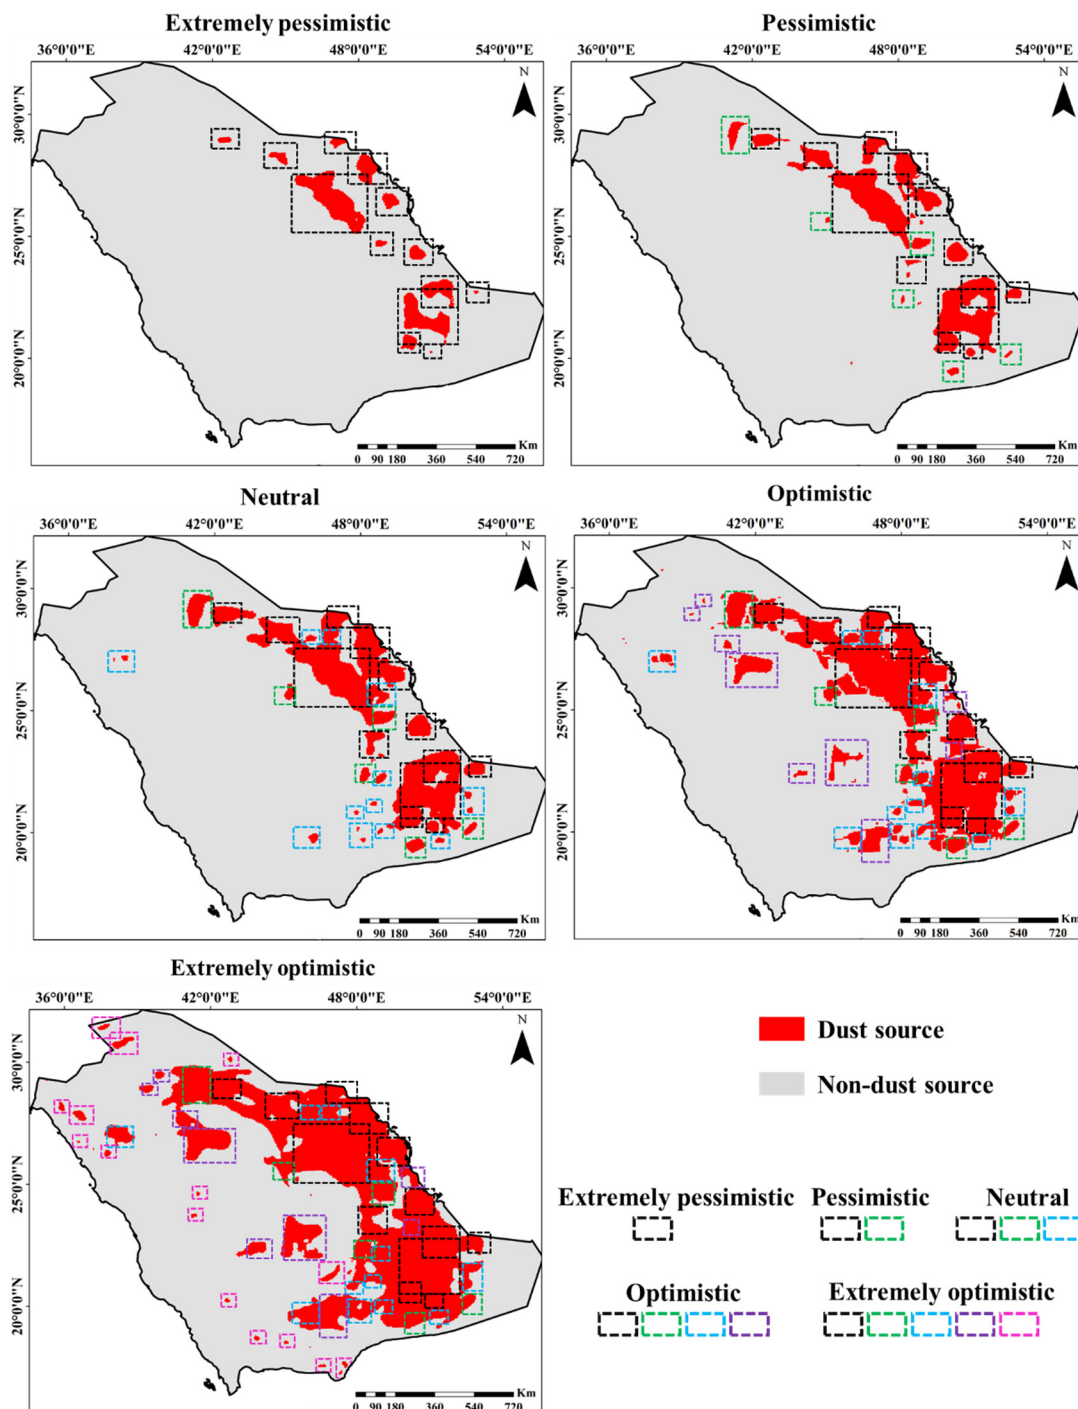 Extremely pessimistic
36°0'0"E 42°0'0"E 48°0'0"E 54°0'0"E
N
30°0'0"N
25°0'0"N
20°0'0"N
Km
0 90 180 360 540 720
Pessimistic
36°0'0"E 42°0'0"E 48°0'0"E 54°0'0"E
N
30°0'0"N
25°0'0"N
20°0'0"N
Km
0 90 180 360 540 720
Neutral
36°0'0"E 42°0'0"E 48°0'0"E 54°0'0"E
N
30°0'0"N
25°0'0"N
20°0'0"N
Km
0 90 180 360 540 720
Optimistic
36°0'0"E 42°0'0"E 48°0'0"E 54°0'0"E
N
30°0'0"N
25°0'0"N
20°0'0"N
Km
0 90 180 360 540 720
Extremely optimistic
36°0'0"E 42°0'0"E 48°0'0"E 54°0'0"E
N
30°0'0"N
25°0'0"N
20°0'0"N
Km
0 90 180 360 540 720
Dust source
Non-dust source
Extremely pessimistic Pessimistic Neutral
Optimistic Extremely optimistic